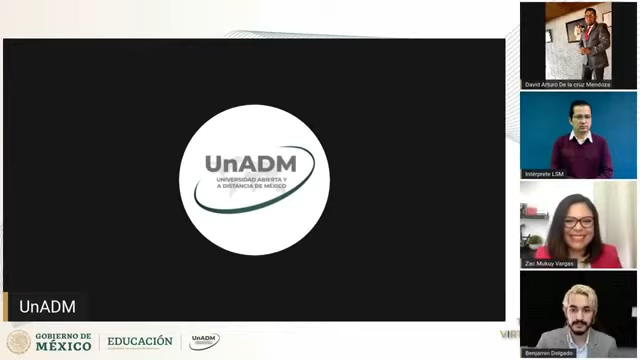 UnADM
UNIVERSIDAD ABIERTA Y
A DISTANCIA DE MÉXICO
UnADM
GOBIERNO DE
MÉXICO
EDUCACIÓN
UnADM
VIRT
David Arturo De la cruz Mendoza
Intérprete LSM
Zac Mukuy Vargas
Benjamin Delgado